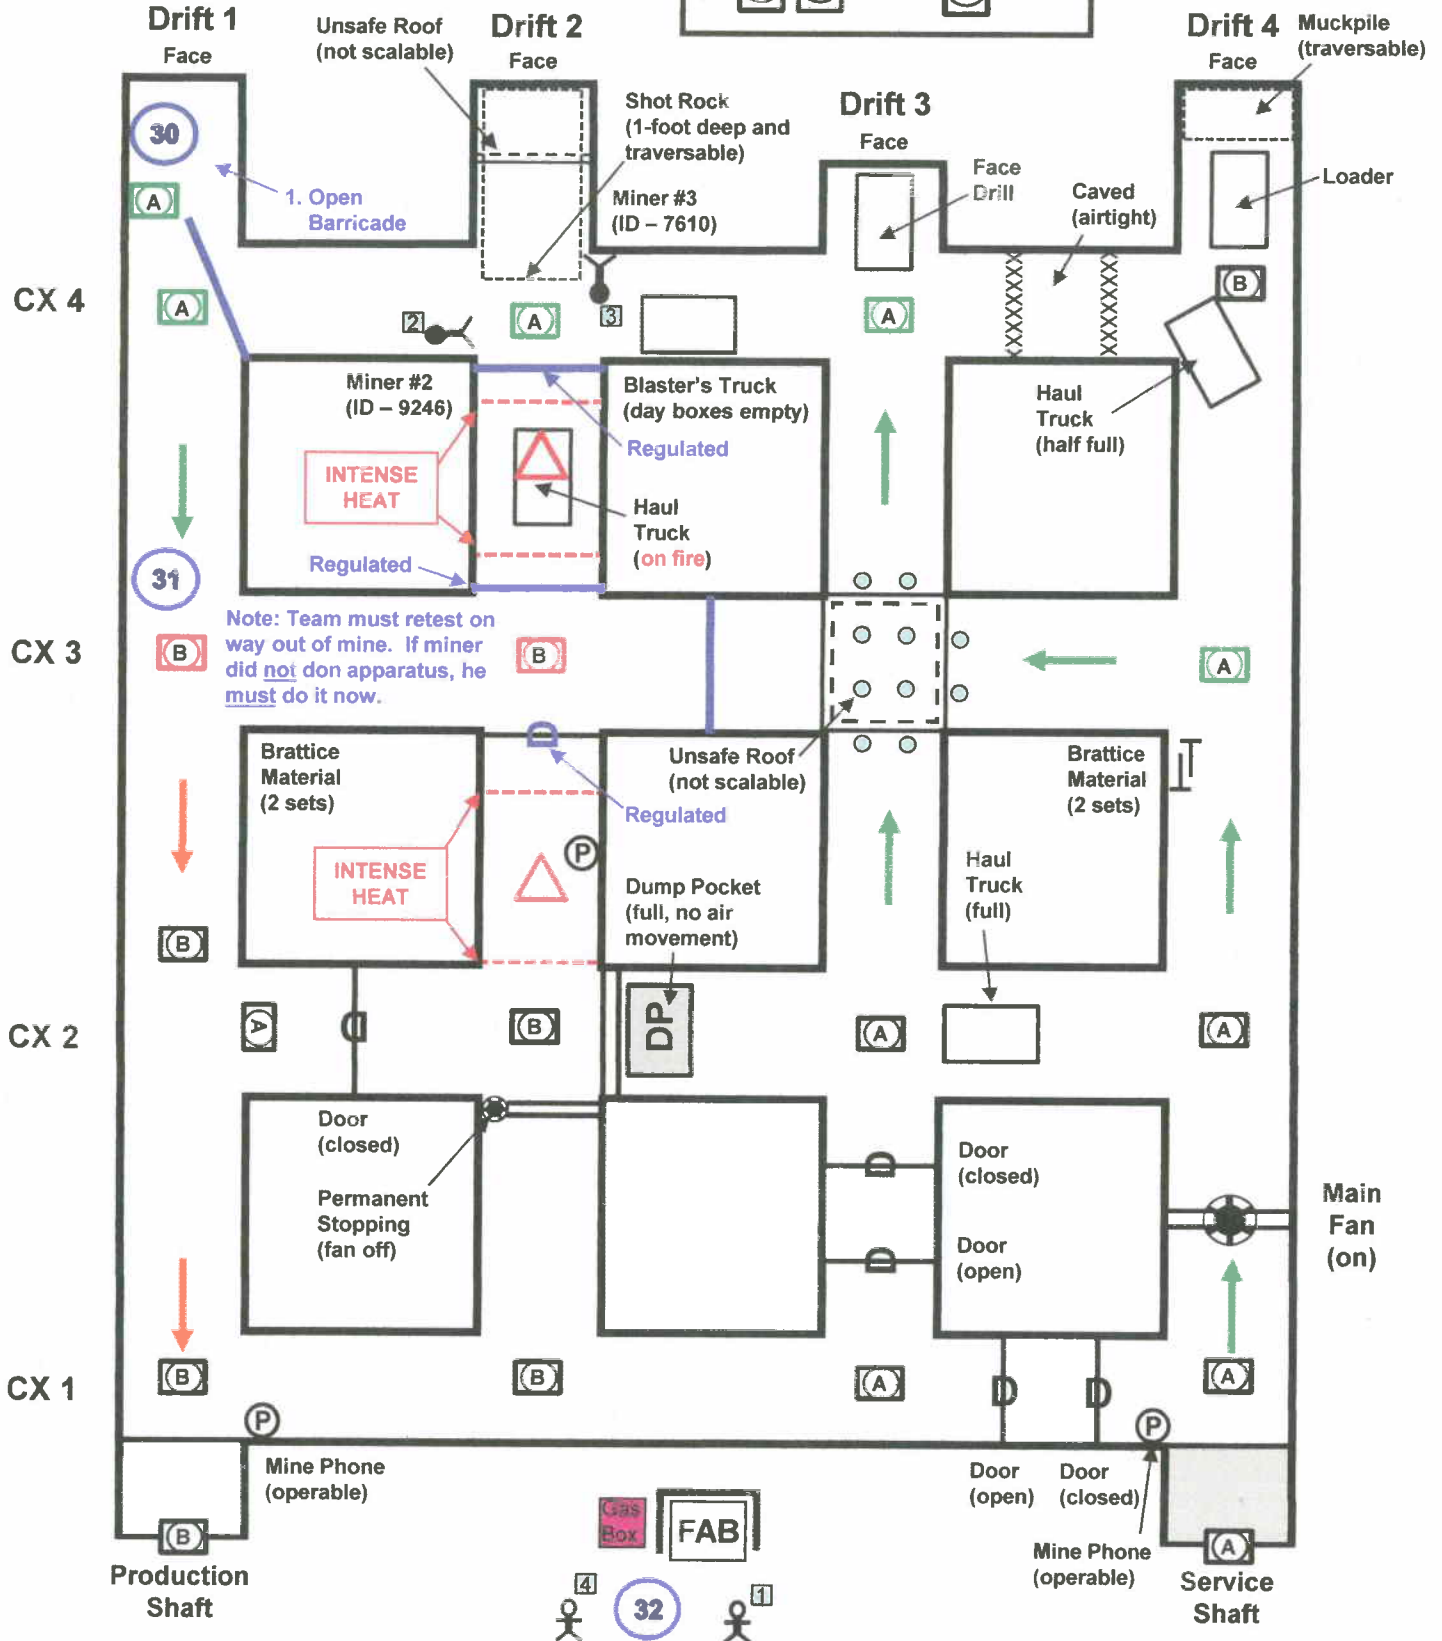 Drift 1
Face
Unsafe Roof
(not scalable)
Drift 2
Face
Drift 4
Face
Muckpile
(traversable)
Shot Rock
(1-foot deep and
traversable)
Drift 3
Face
Face
Drill
Caved
(airtight)
Loader
30
A
1. Open
Barricade
Miner #3
(ID – 7610)
B
CX 4
A
2
A
3
A
Miner #2
(ID – 9246)
Blaster's Truck
(day boxes empty)
Regulated
Haul
Truck
(half full)
INTENSE
HEAT
Haul
Truck
(on fire)
Regulated
31
Note: Team must retest on
way out of mine. If miner
did not don apparatus, he
must do it now.
CX 3
B
B
A
Brattice
Material
(2 sets)
Unsafe Roof
(not scalable)
Brattice
Material
(2 sets)
D
Regulated
INTENSE
HEAT
P
Dump Pocket
(full, no air
movement)
Haul
Truck
(full)
B
CX 2
A
D
B
DP
A
A
Door
(closed)
Permanent
Stopping
(fan off)
D
Door
(closed)
D
Door
(open)
Main
Fan
(on)
CX 1
B
B
A
D
D
A
P
P
Mine Phone
(operable)
Door
(open)
Door
(closed)
Gas
Box
FAB
Mine Phone
(operable)
B
A
Production
Shaft
Service
Shaft
4
32
1